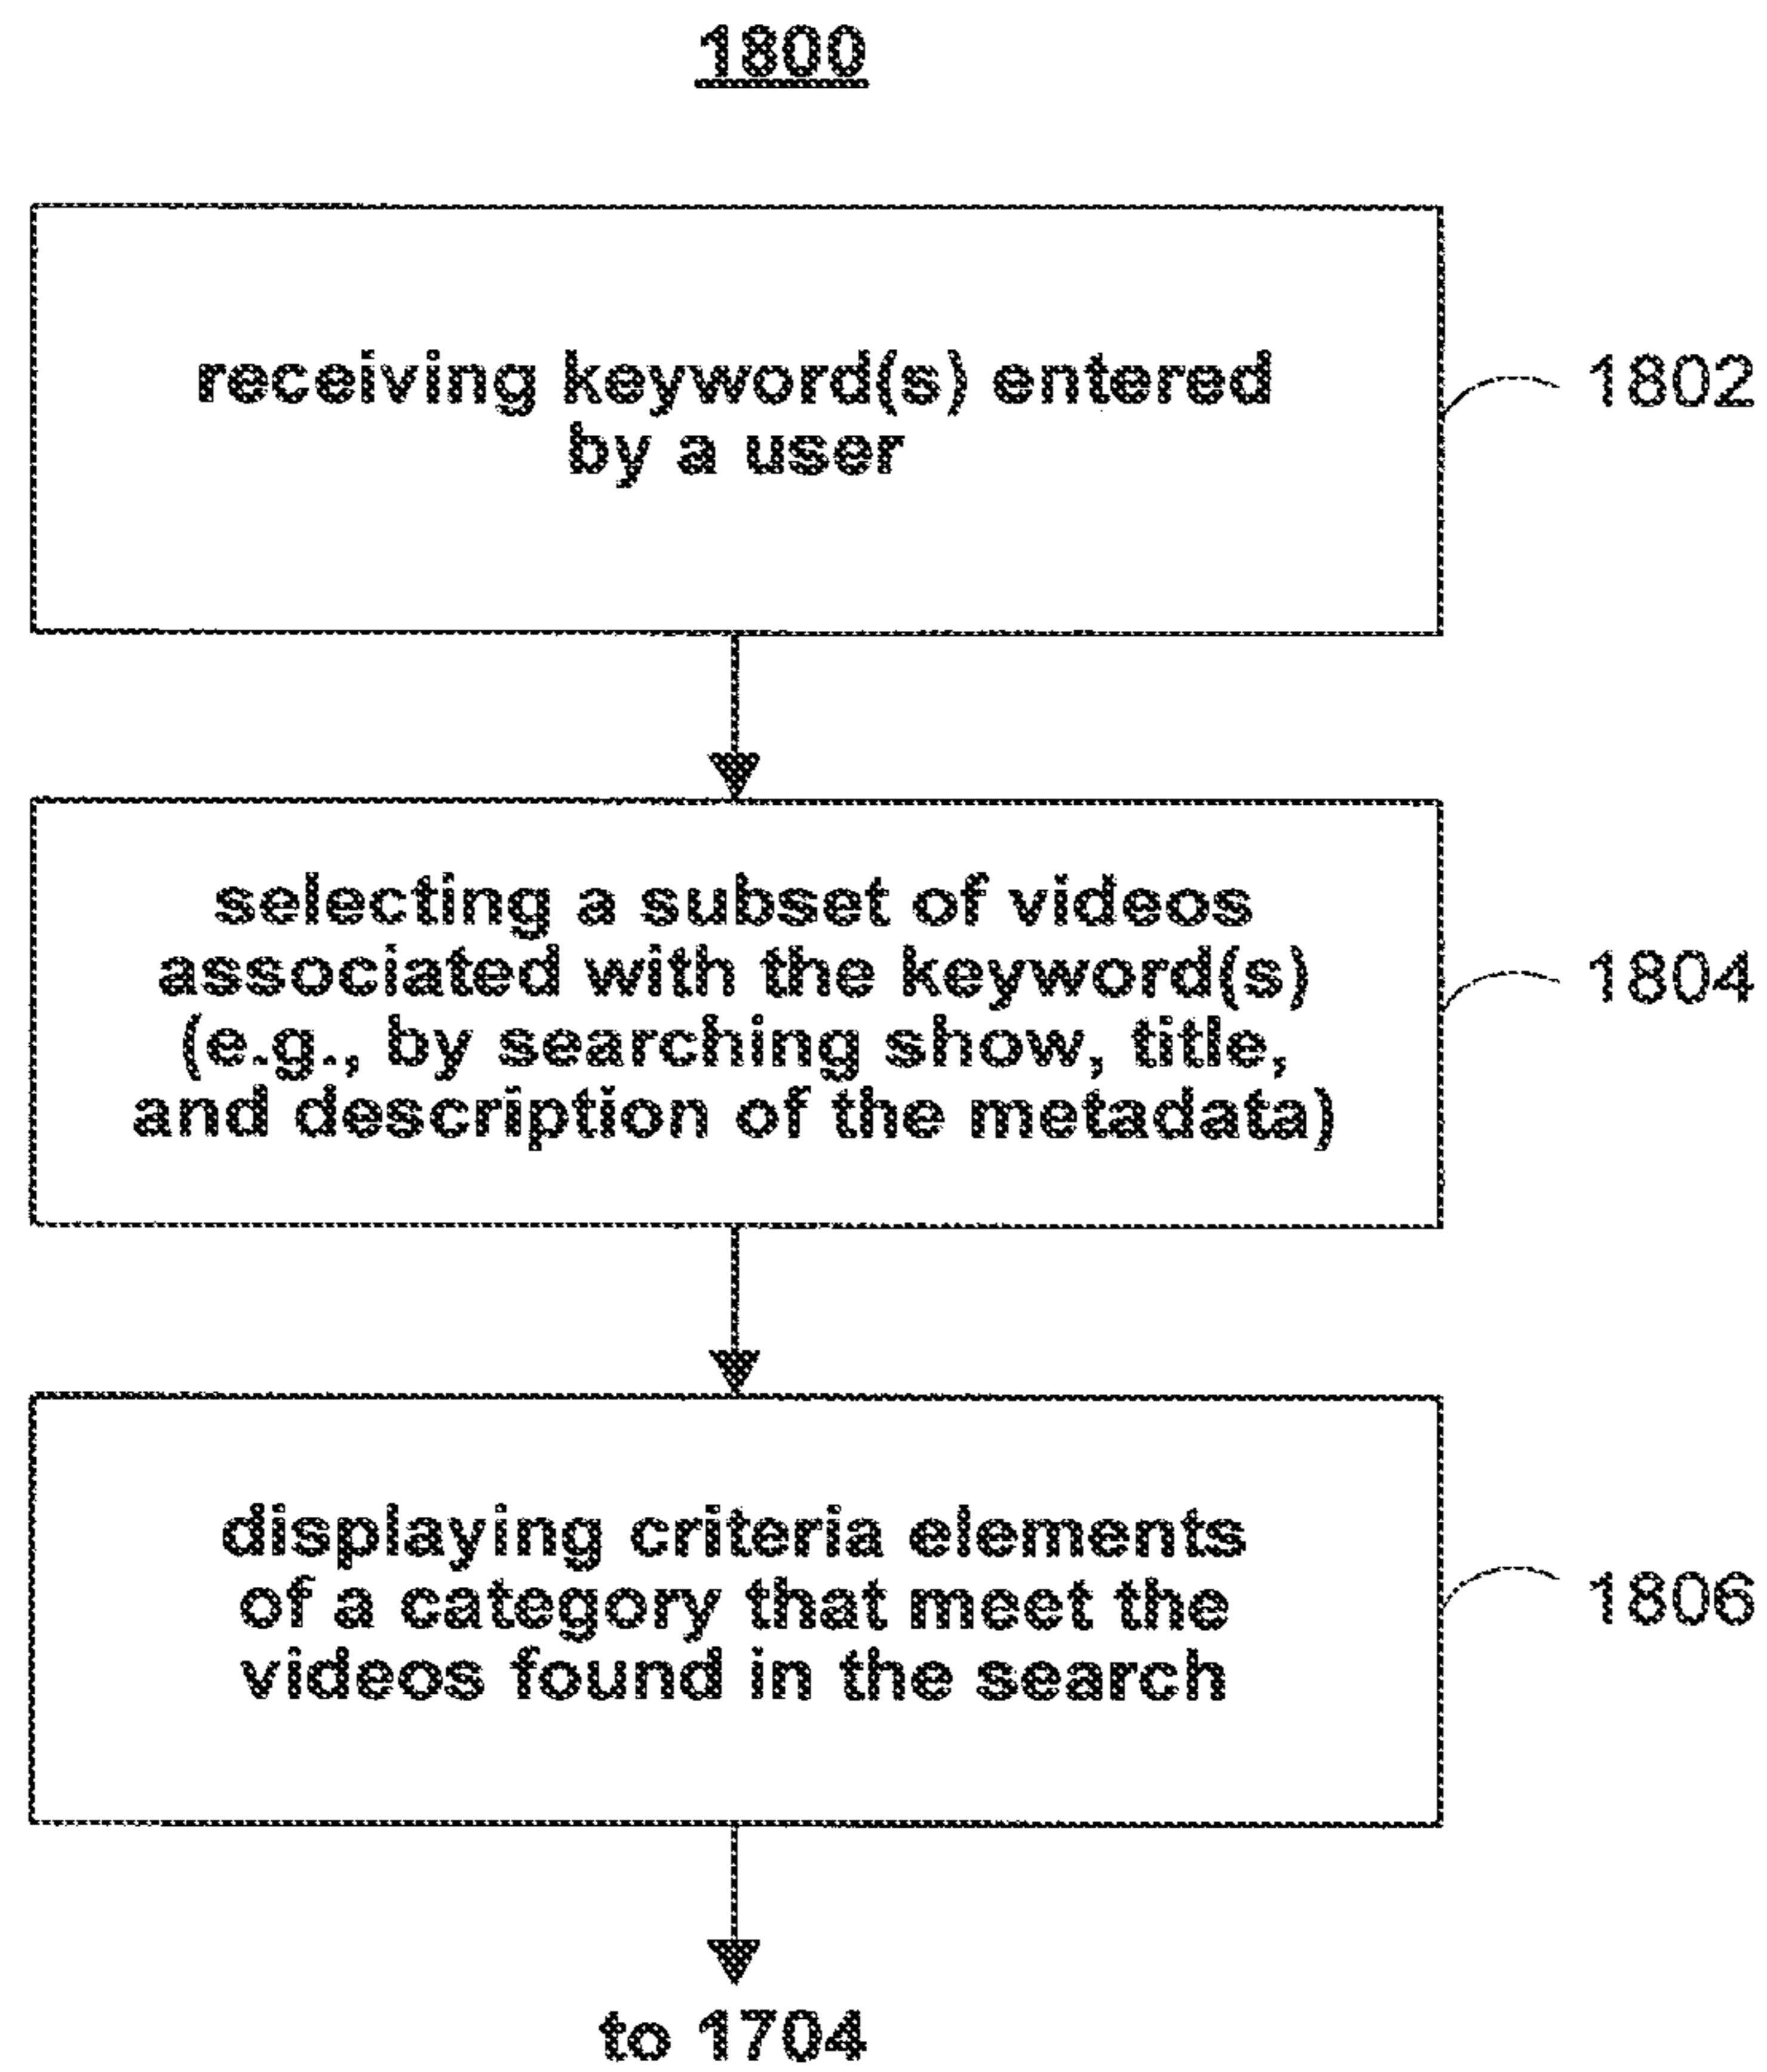 1800
receiving keyword(s) entered
by a user
1802
selecting a subset of videos
associated with the keyword(s)
(e.g., by searching show, title,
and description of the metadata)
1804
displaying criteria elements
of a category that meet the
videos found in the search
1806
to 1704